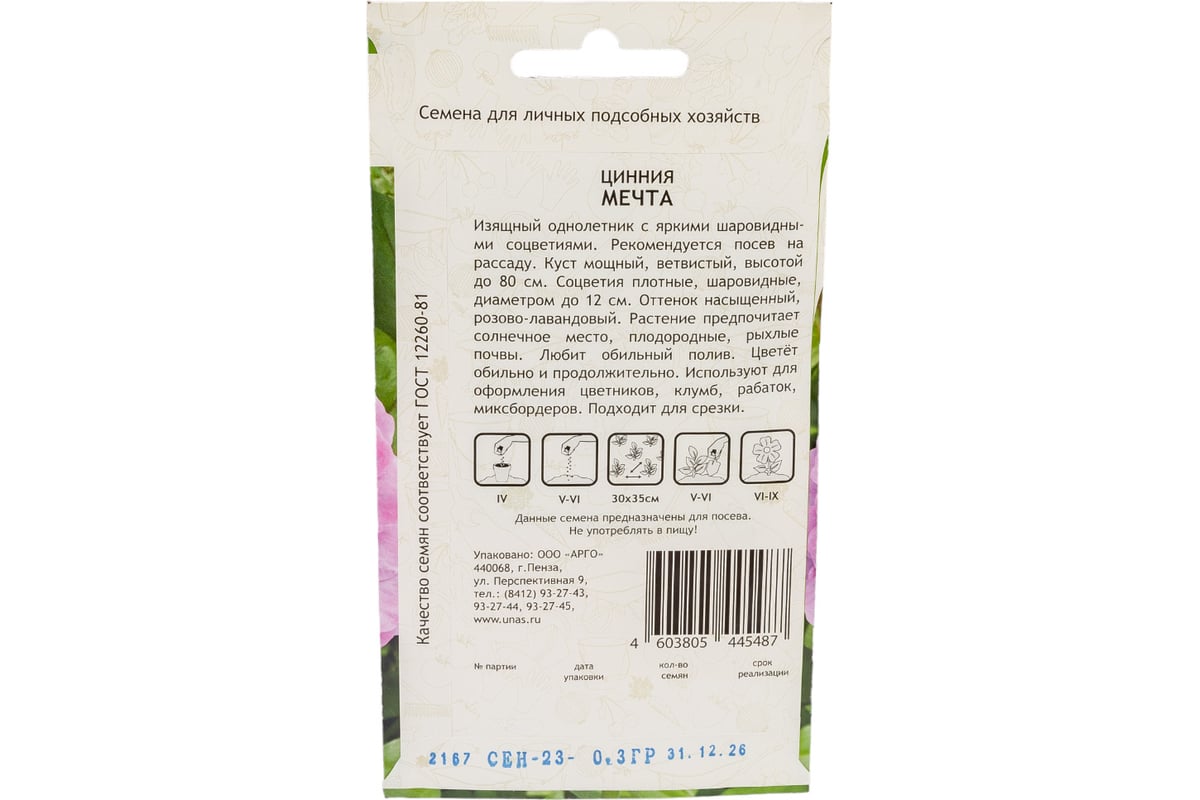 Семена для личных подсобных хозяйств
ЦИННИЯ
МЕЧТА
Изящный однолетник с яркими шаровидны-
ми соцветиями. Рекомендуется посев на
рассаду. Куст мощный, ветвистый, высотой
до 80 см. Соцветия плотные, шаровидные,
диаметром до 12 см. Оттенок насыщенный,
розово-лавандовый. Растение предпочитает
солнечное место, плодородные, рыхлые
почвы. Любит обильный полив. Цветёт
обильно и продолжительно. Используют для
оформления цветников, клумб, рабаток,
миксбордеров. Подходит для срезки.
IV V-VI 30х35см V-VI VI-IX
Данные семена предназначены для посева.
Не употреблять в пищу!
Упаковано: ООО «АРГО»
440068, г.Пенза,
ул. Перспективная 9,
тел.: (8412) 93-27-43,
93-27-44, 93-27-45,
www.unas.ru
4 603805 445487
№ партии
дата
упаковки
кол-во
семян
срок
реализации
2167 СЕН-23- 0.3ГР 31.12.26
Качество семян соответствует ГОСТ 12260-81